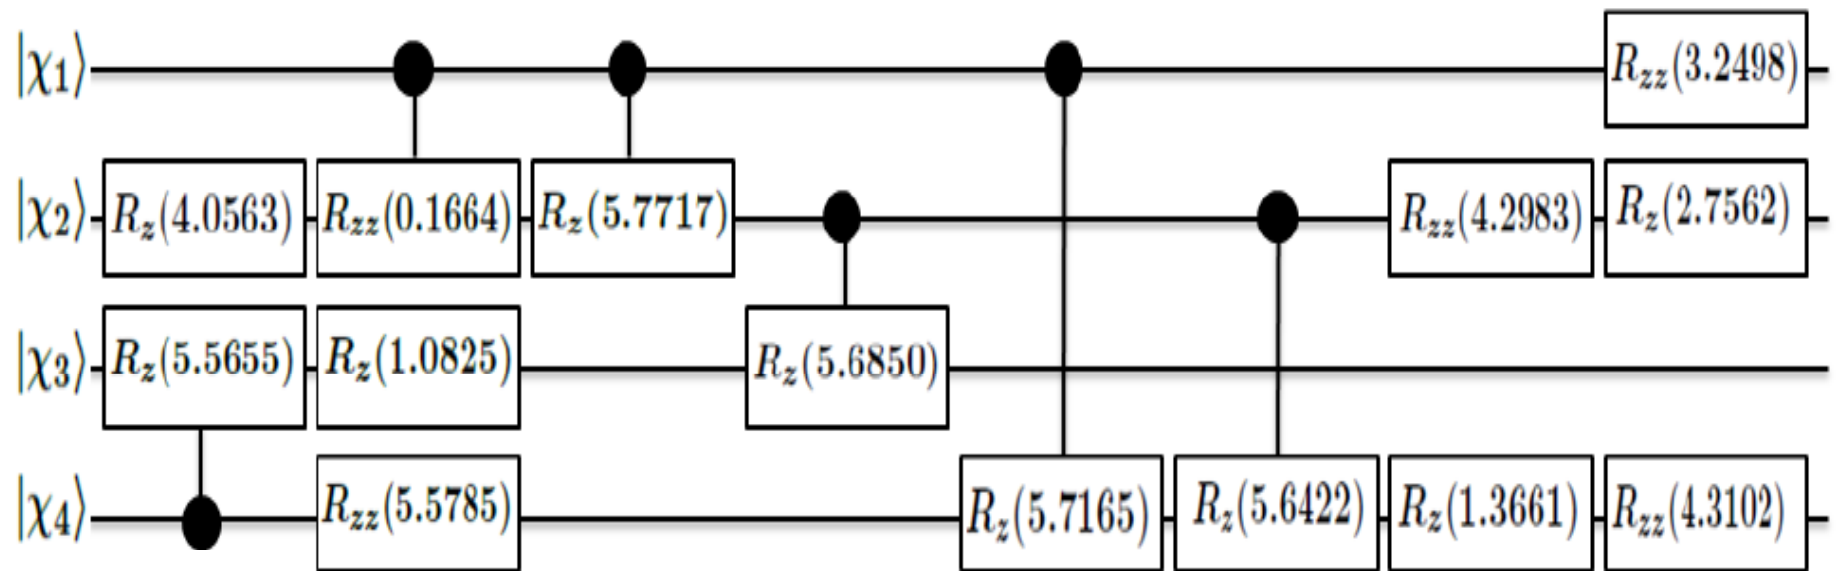 |χ1⟩ Rzz(3.2498)
|χ2⟩ Rz(4.0563) Rzz(0.1664) Rz(5.7717) Rzz(4.2983) Rz(2.7562)
|χ3⟩ Rz(5.5655) Rz(1.0825) Rz(5.6850)
|χ4⟩ Rzz(5.5785) Rz(5.7165) Rz(5.6422) Rz(1.3661) Rzz(4.3102)